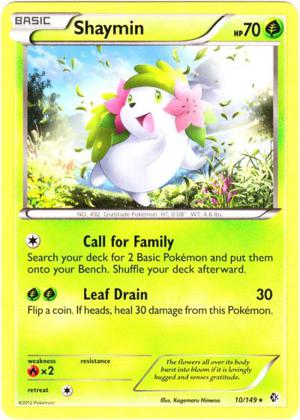 BASIC
Shaymin
HP70
NO. 492 Gratitude Pokémon HT. 0'08" WT. 4.6 lbs.
Call for Family
Search your deck for 2 Basic Pokémon and put them
onto your Bench. Shuffle your deck afterward.
Leaf Drain 30
Flip a coin. If heads, heal 30 damage from this Pokémon.
weakness
×2
resistance
retreat
The flowers all over its body
burst into bloom if it is lovingly
hugged and senses gratitude.
©2012 Pokémon
Illus. Kagemaru Himeno
10/149 ★